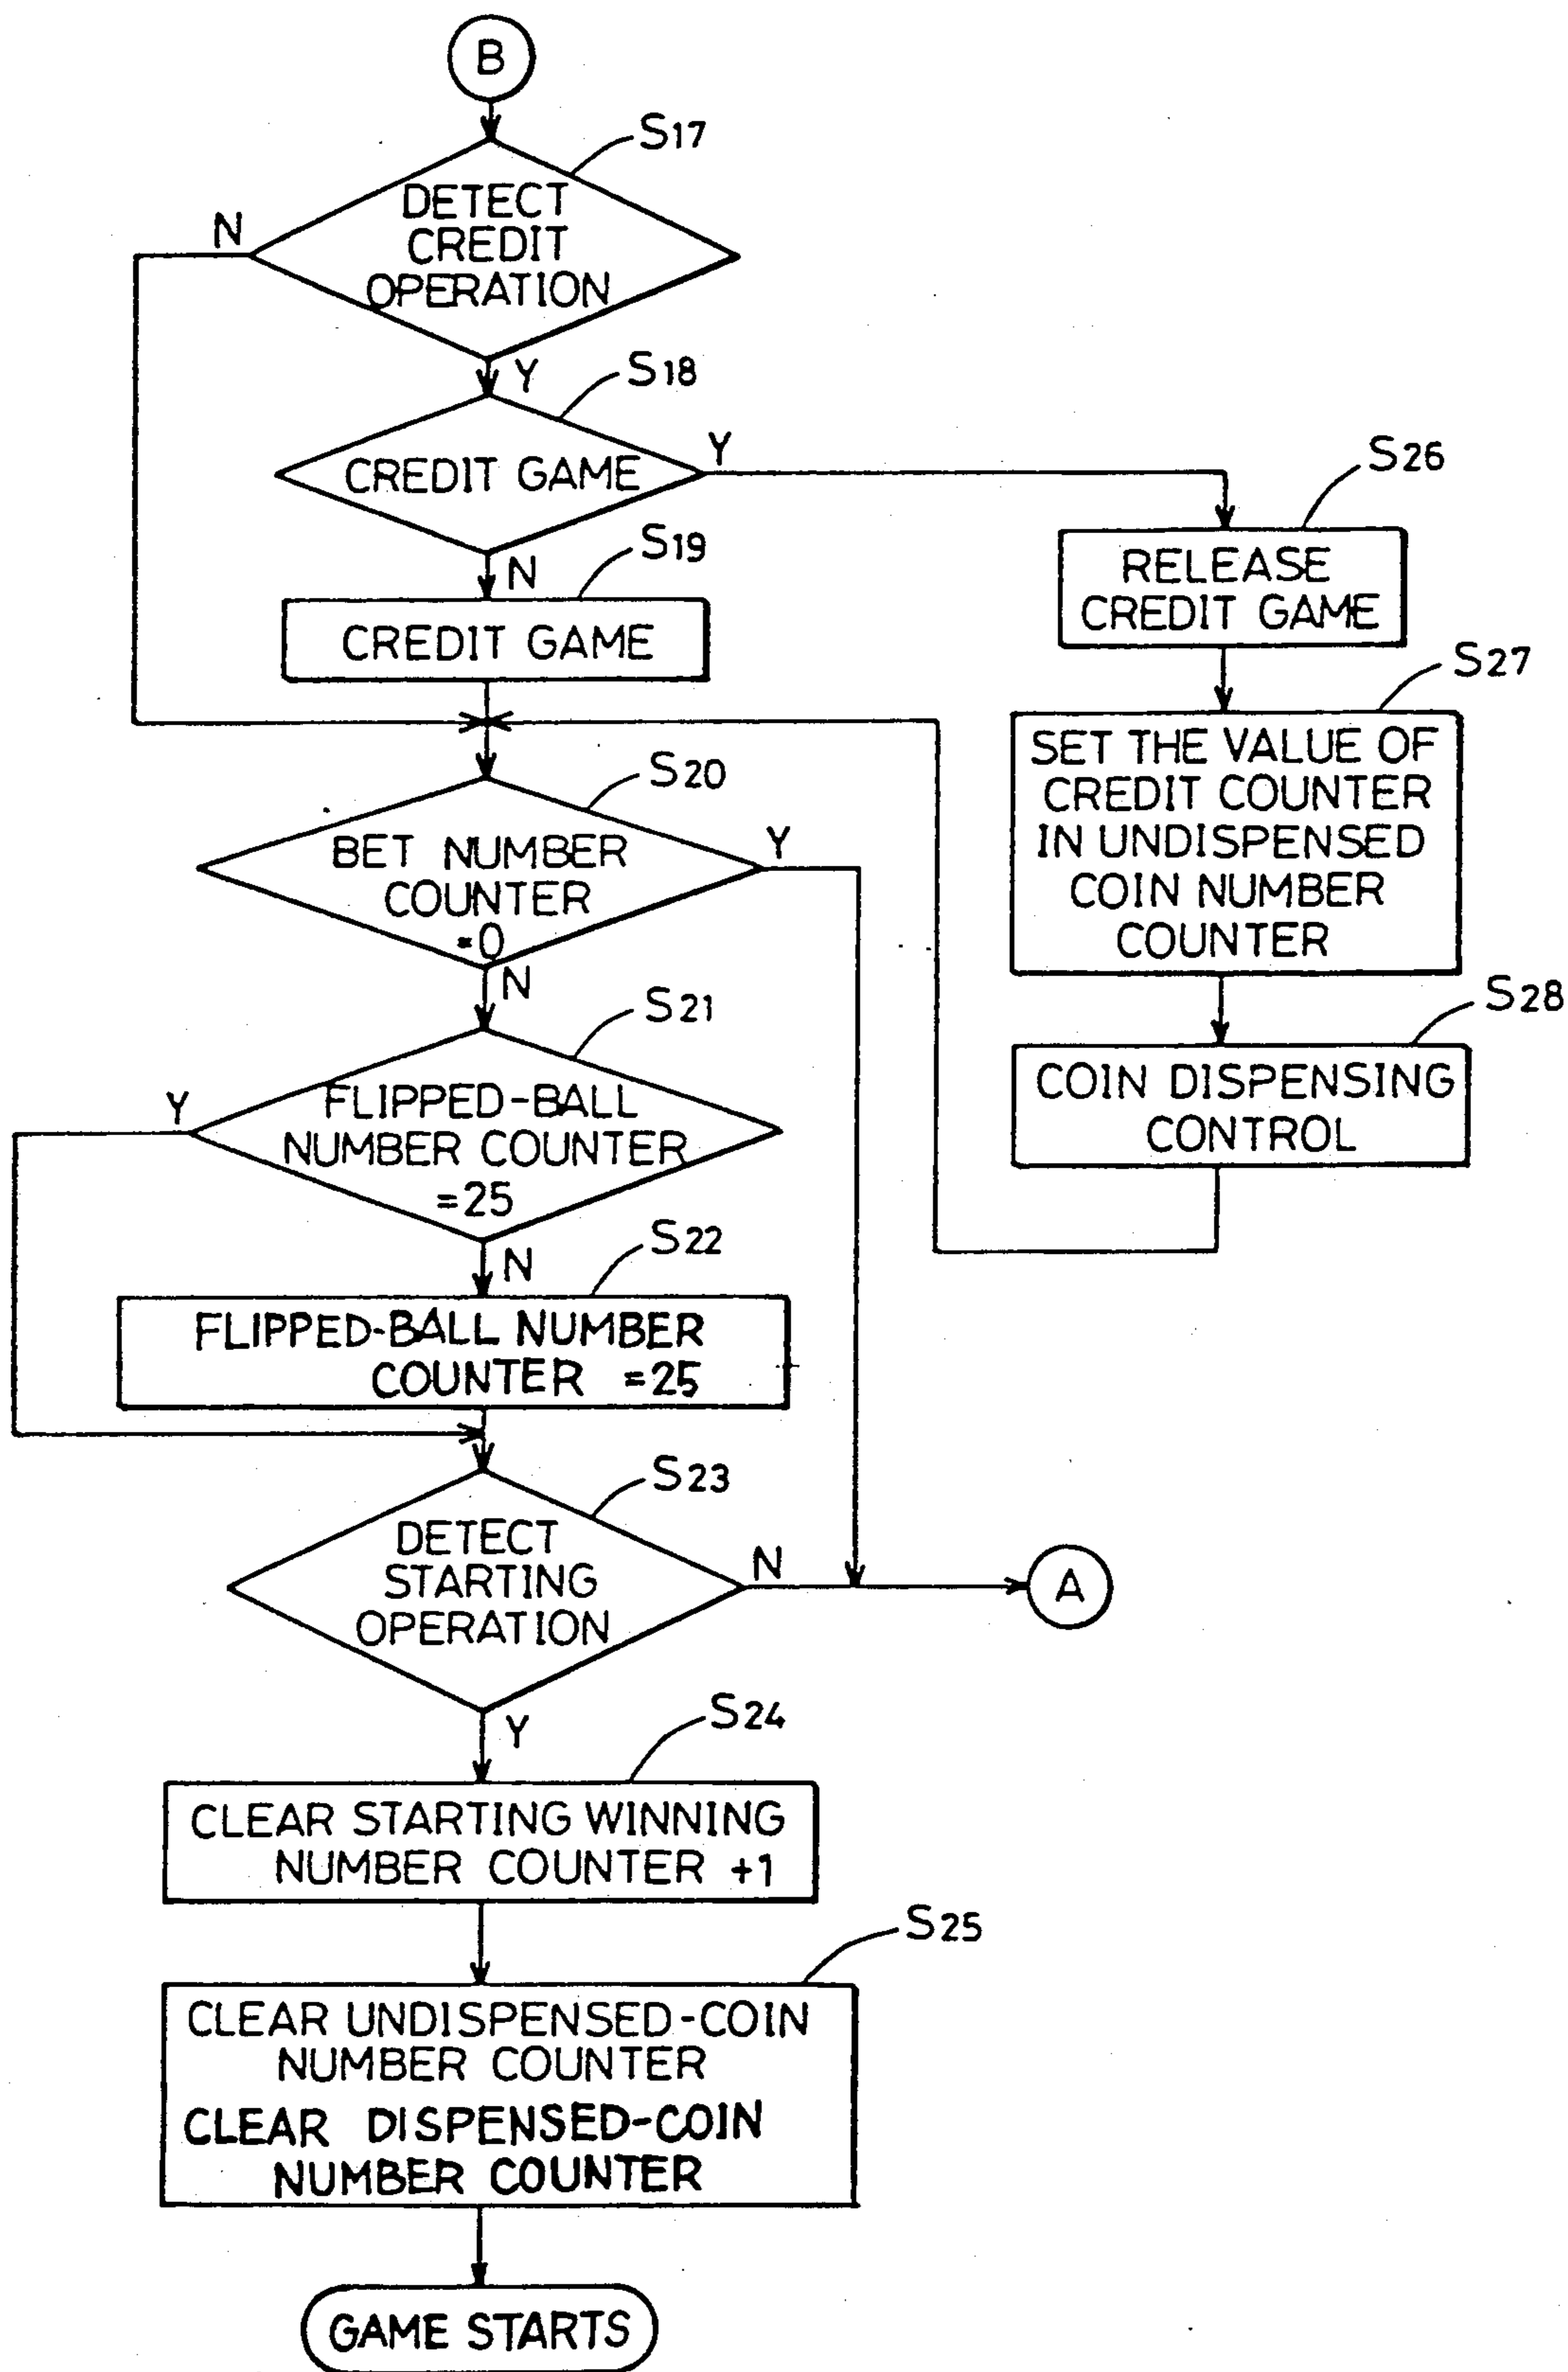 B
S17
DETECT
CREDIT
OPERATION
N
Y
S18
CREDIT GAME
Y
N
S19
CREDIT GAME
S26
RELEASE
CREDIT GAME
S27
SET THE VALUE OF
CREDIT COUNTER
IN UNDISPENSED
COIN NUMBER
COUNTER
S28
COIN DISPENSING
CONTROL
S20
BET NUMBER
COUNTER
=0
Y
N
S21
FLIPPED-BALL
NUMBER COUNTER
=25
Y
N
S22
FLIPPED-BALL NUMBER
COUNTER =25
S23
DETECT
STARTING
OPERATION
N
A
Y
S24
CLEAR STARTING WINNING
NUMBER COUNTER +1
S25
CLEAR UNDISPENSED-COIN
NUMBER COUNTER
CLEAR DISPENSED-COIN
NUMBER COUNTER
GAME STARTS